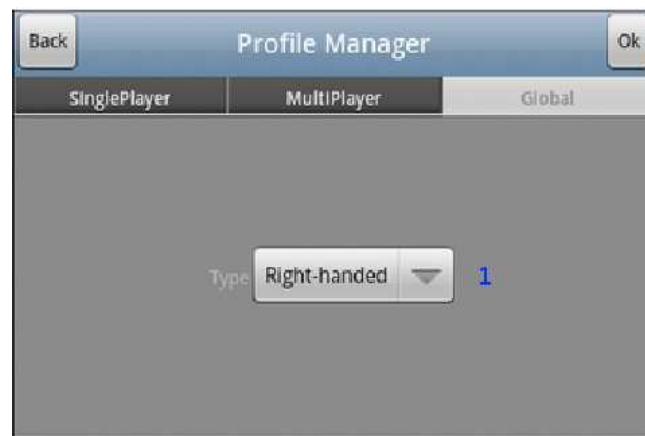 Back Profile Manager Ok
SinglePlayer MultiPlayer Global
Type Right-handed 1